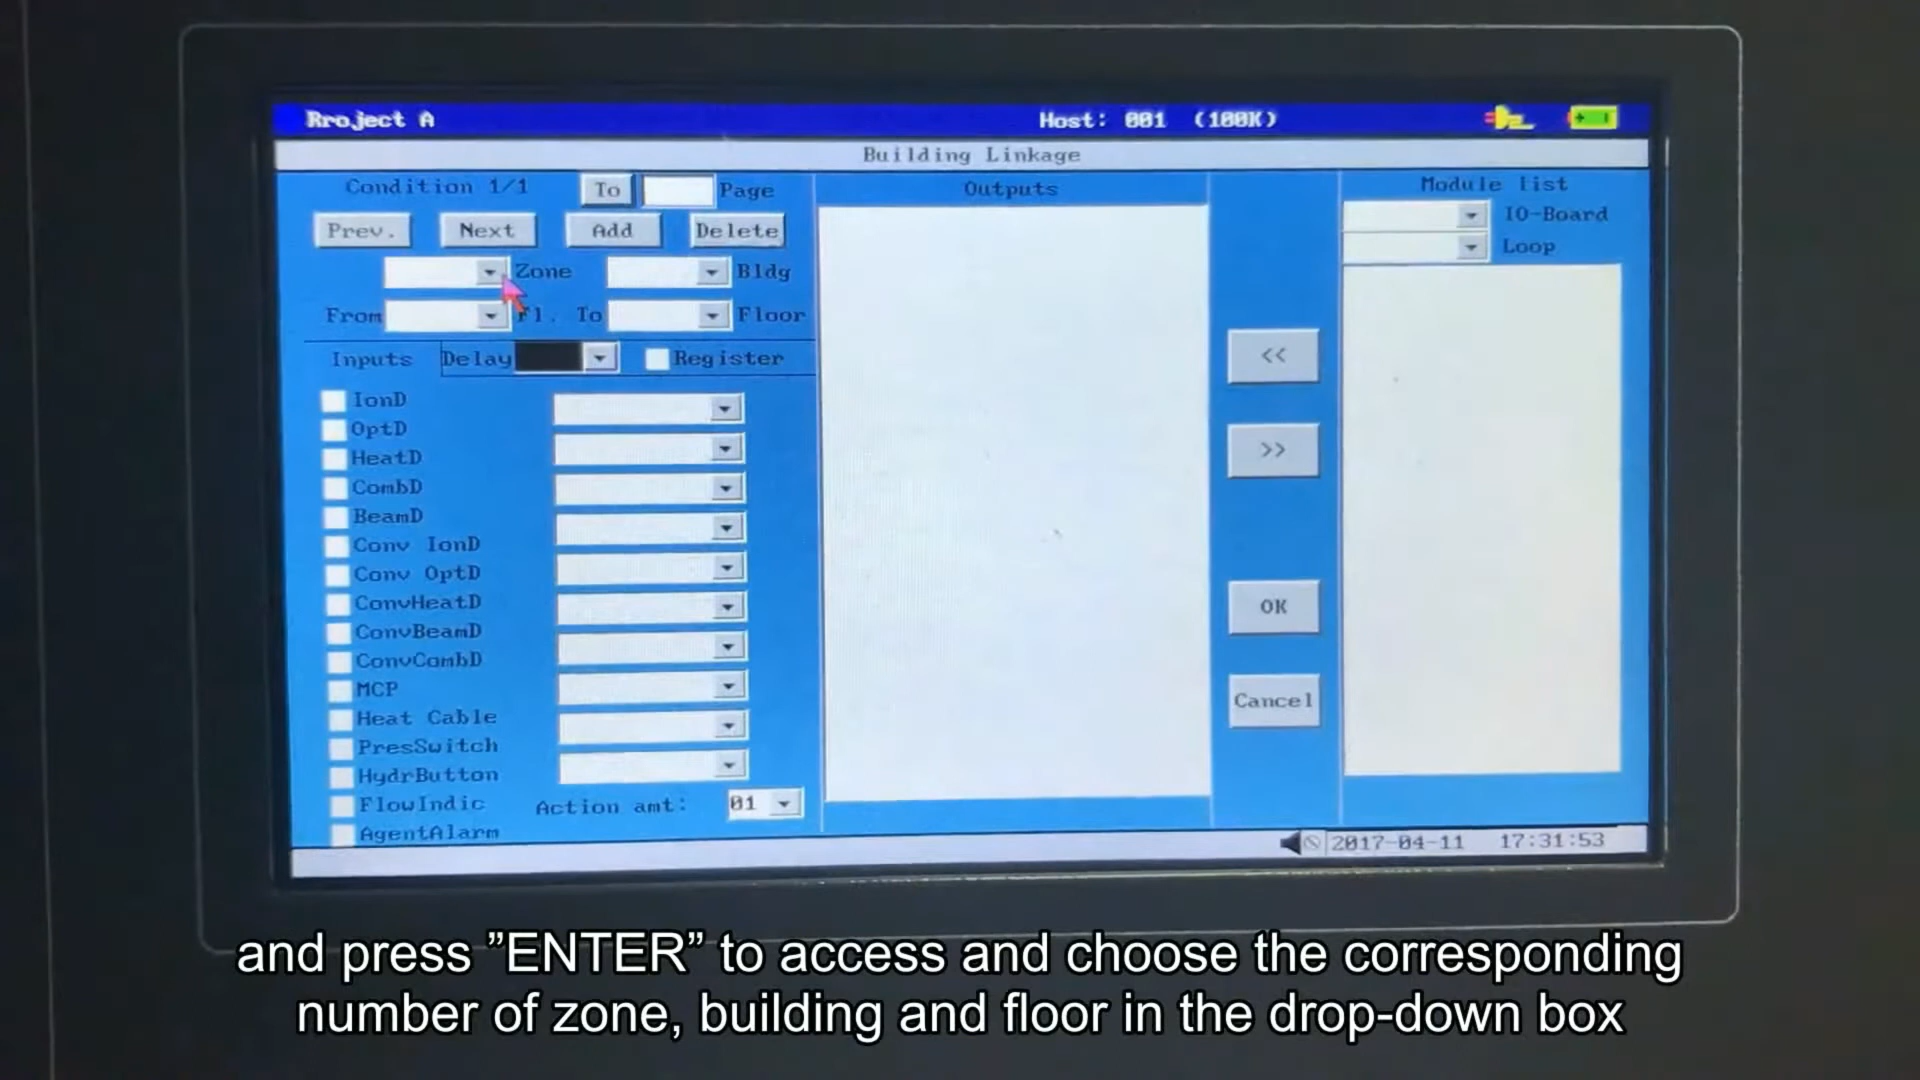 Rroject A
Host: 001 (100K)
Building Linkage
Condition 1/1
To
Page
Prev.
Next
Add
Delete
Zone
Bldg
From
Fl.
To
Floor
Inputs
Delay
Register
IonD
OptD
HeatD
CombD
BeamD
Conv IonD
Conv OptD
ConvHeatD
ConvBeamD
ConvCombD
MCP
Heat Cable
PresSwitch
HydrButton
FlowIndic
AgentAlarm
Action amt:
01
Outputs
<<
>>
OK
Cancel
Module list
IO-Board
Loop
2017-04-11 17:31:53
and press ”ENTER” to access and choose the corresponding
number of zone, building and floor in the drop-down box